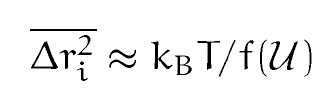 $\overline{\Delta r_i^2} \approx k_B T / f(\mathcal{U})$